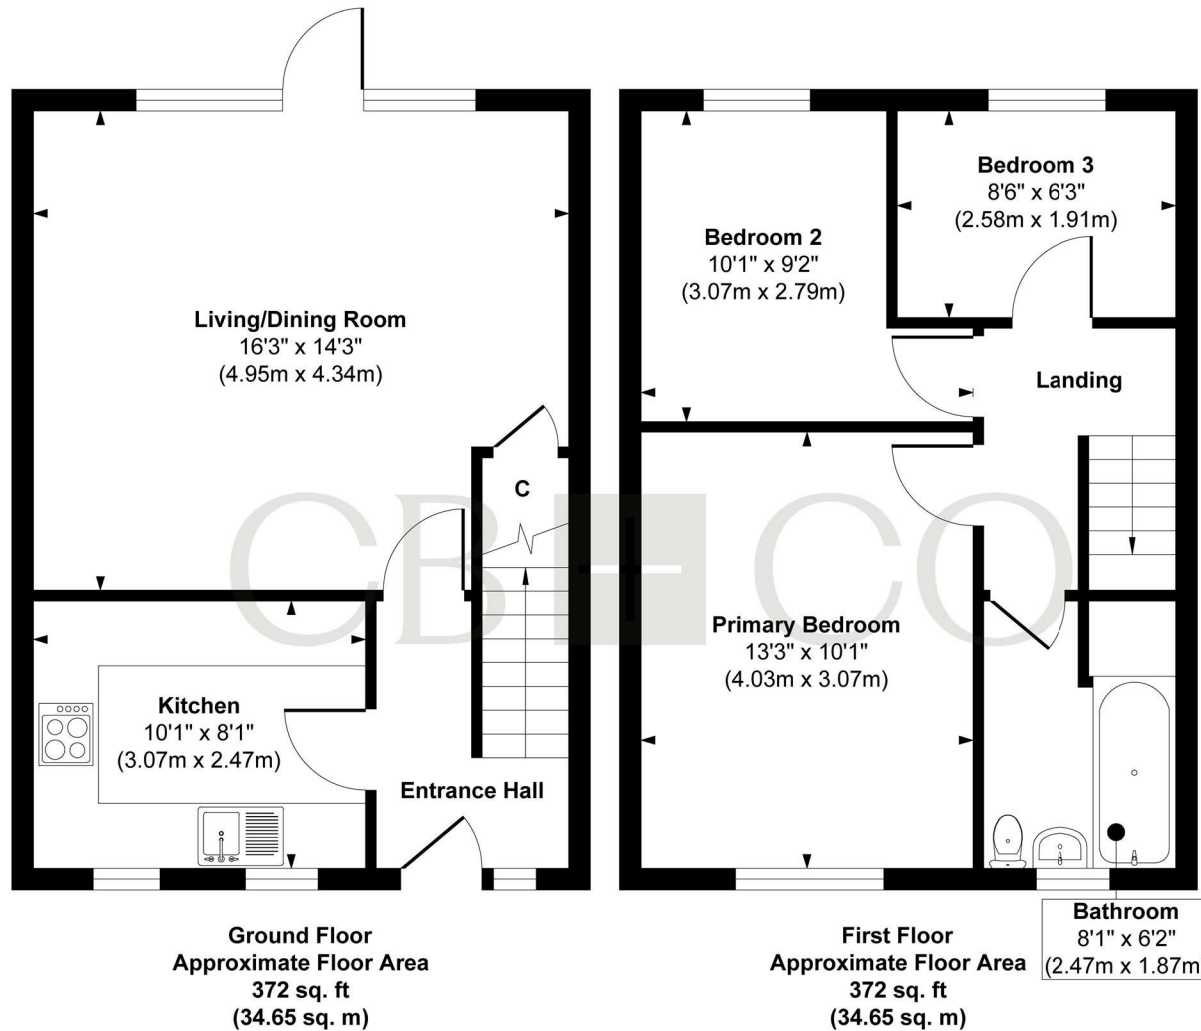 Living/Dining Room
16'3" x 14'3"
(4.95m x 4.34m)
C
Kitchen
10'1" x 8'1"
(3.07m x 2.47m)
Entrance Hall
Ground Floor
Approximate Floor Area
372 sq. ft
(34.65 sq. m)
Bedroom 2
10'1" x 9'2"
(3.07m x 2.79m)
Bedroom 3
8'6" x 6'3"
(2.58m x 1.91m)
Landing
Primary Bedroom
13'3" x 10'1"
(4.03m x 3.07m)
Bathroom
8'1" x 6'2"
(2.47m x 1.87m
First Floor
Approximate Floor Area
372 sq. ft
(34.65 sq. m)
CB+CO